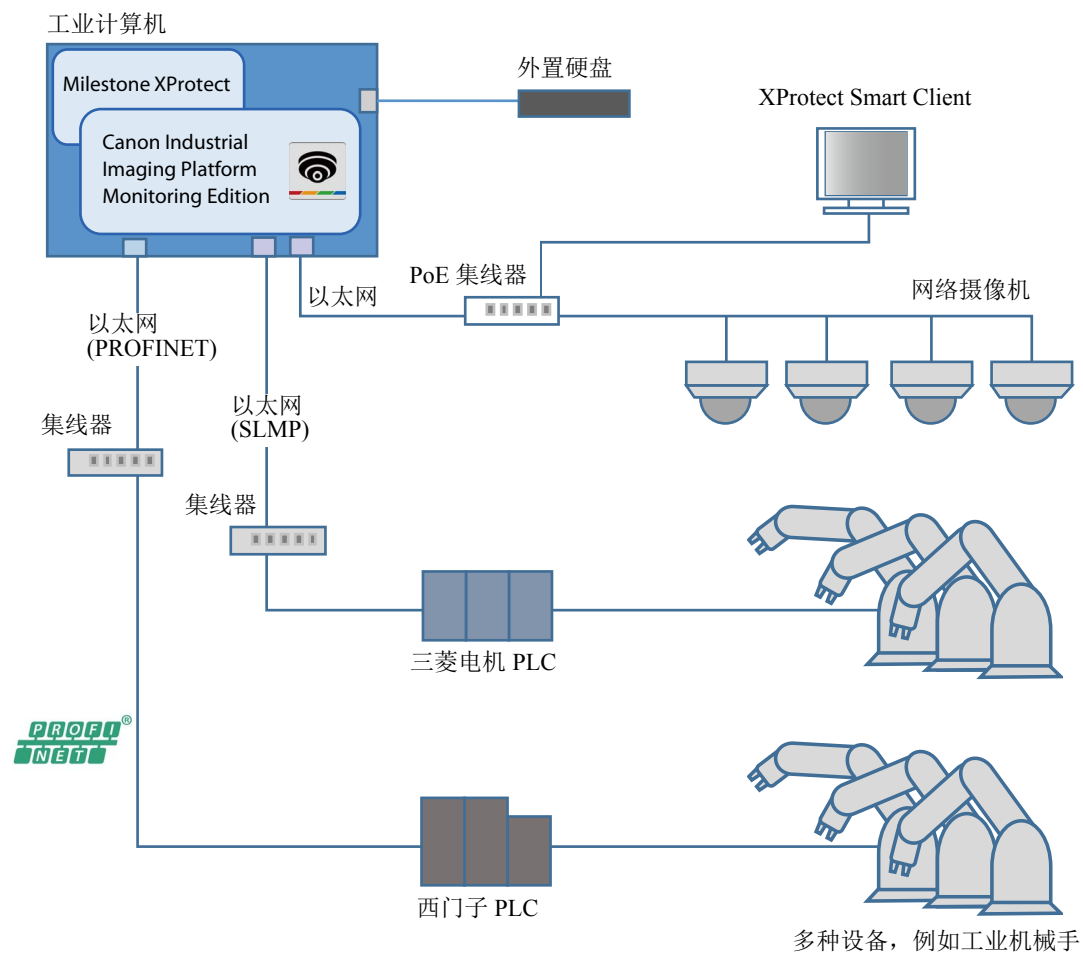 工业计算机
Milestone XProtect
Canon Industrial
Imaging Platform
Monitoring Edition
外置硬盘
XProtect Smart Client
PoE 集线器
以太网
网络摄像机
以太网
(PROFINET)
以太网
(SLMP)
集线器
集线器
三菱电机 PLC
PROFI
NET®
西门子 PLC
多种设备，例如工业机械手